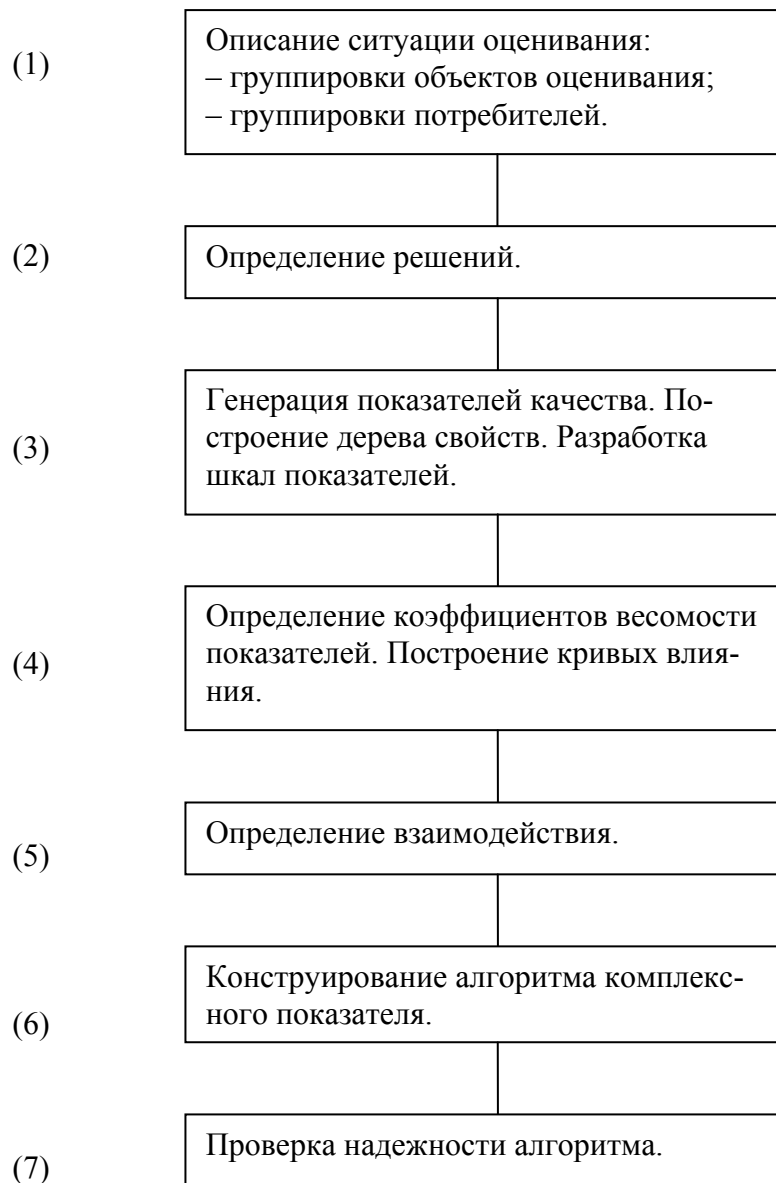 (1)
Описание ситуации оценивания:
– группировки объектов оценивания;
– группировки потребителей.
(2)
Определение решений.
(3)
Генерация показателей качества. По-
строение дерева свойств. Разработка
шкал показателей.
(4)
Определение коэффициентов весомости
показателей. Построение кривых влия-
ния.
(5)
Определение взаимодействия.
(6)
Конструирование алгоритма комплекс-
ного показателя.
(7)
Проверка надежности алгоритма.